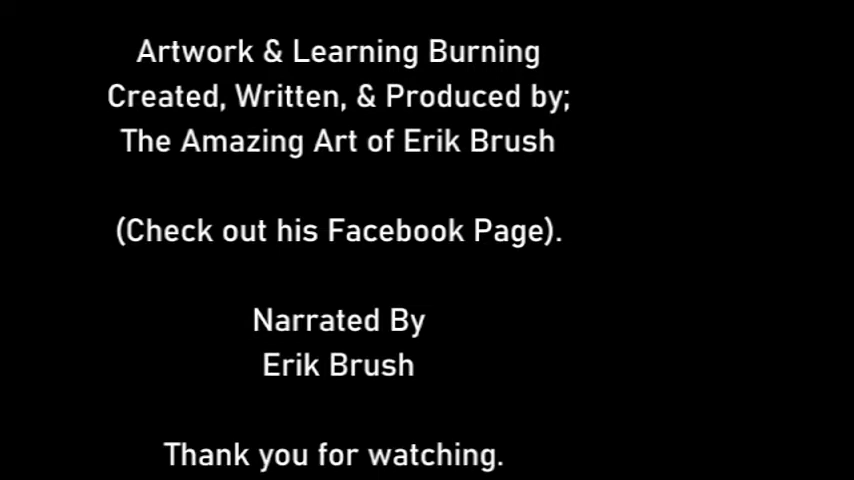 Artwork & Learning Burning
Created, Written, & Produced by;
The Amazing Art of Erik Brush
(Check out his Facebook Page).
Narrated By
Erik Brush
Thank you for watching.